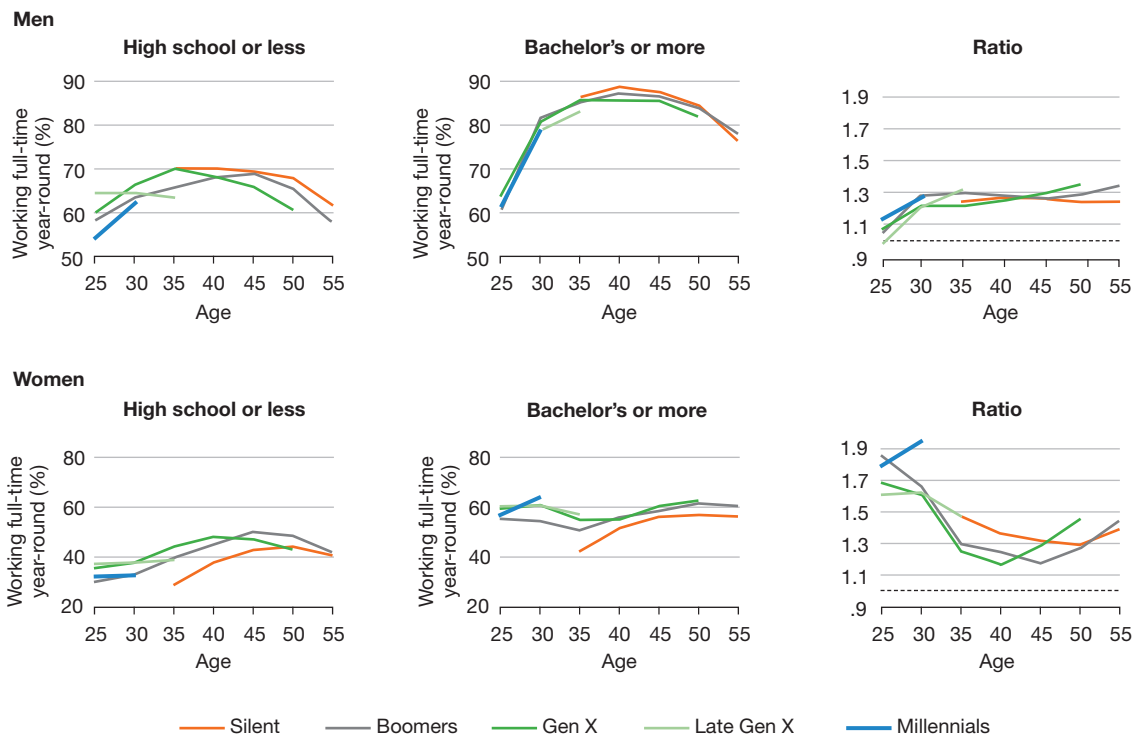 Men
High school or less
Bachelor's or more
Ratio
Working full-time
year-round (%)
90
80
70
60
50
25 30 35 40 45 50 55
Age
Working full-time
year-round (%)
90
80
70
60
50
25 30 35 40 45 50 55
Age
1.9
1.7
1.5
1.3
1.1
.9
25 30 35 40 45 50 55
Age
Women
High school or less
Bachelor's or more
Ratio
Working full-time
year-round (%)
80
60
40
20
25 30 35 40 45 50 55
Age
Working full-time
year-round (%)
80
60
40
20
25 30 35 40 45 50 55
Age
1.9
1.7
1.5
1.3
1.1
.9
25 30 35 40 45 50 55
Age
Silent Boomers Gen X Late Gen X Millennials